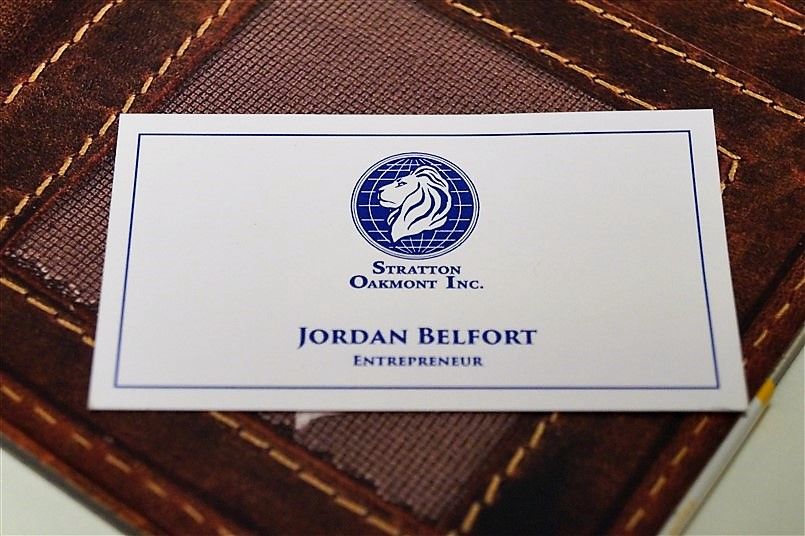 Stratton
Oakmont Inc.
Jordan Belfort
Entrepreneur